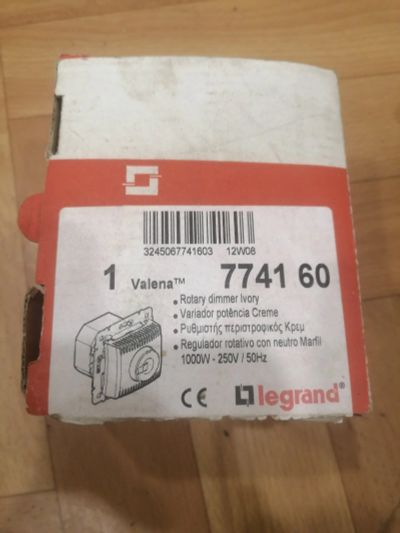 3245067741603 12W08
1 Valena™ 7741 60
• Rotary dimmer Ivory
• Variador potência Creme
• Ρυθμιστής περιστροφικός Κρεμ
• Regulador rotativo con neutro Marfil
1000W - 250V / 50Hz
CE legrand®